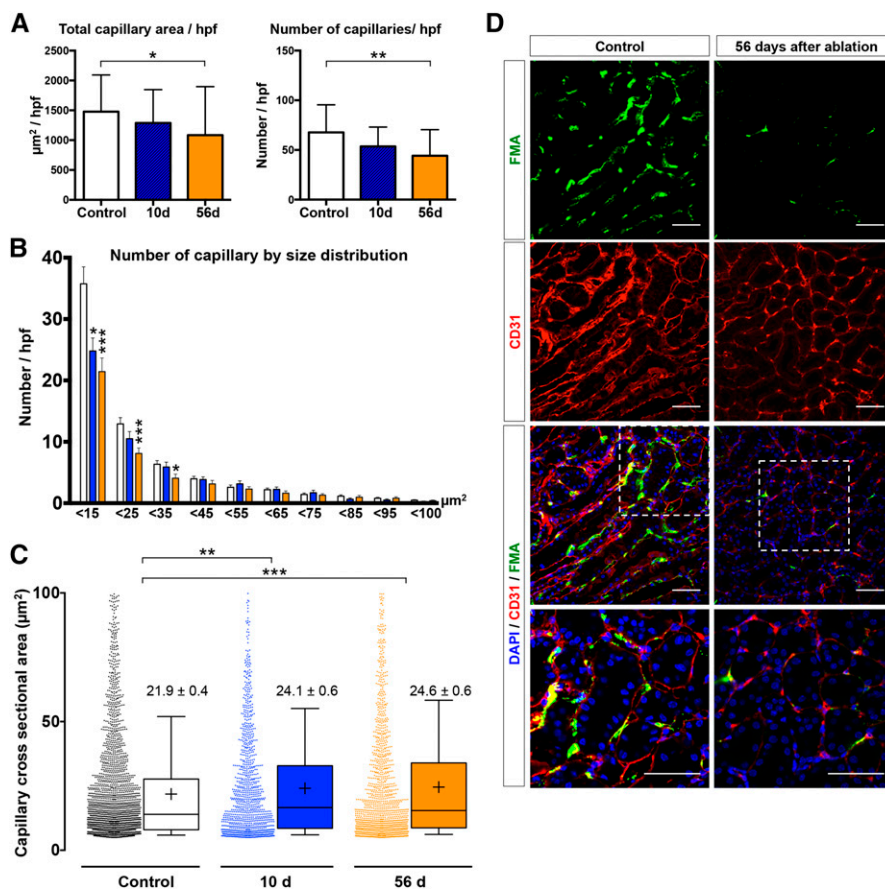 A
Total capillary area / hpf
*
2500
2000
1500
1000
500
0
µm² / hpf
Control
10d
56d
Number of capillaries/ hpf
**
150
100
50
0
Number / hpf
Control
10d
56d
B
Number of capillary by size distribution
40
30
20
10
0
Number / hpf
*
***
***
*
<15
<25
<35
<45
<55
<65
<75
<85
<95
<100
µm²
C
**
***
Capillary cross sectional area (µm²)
100
50
0
21.9 ± 0.4
24.1 ± 0.6
24.6 ± 0.6
Control
10 d
56 d
D
Control
56 days after ablation
FMA
CD31
DAPI / CD31 / FMA